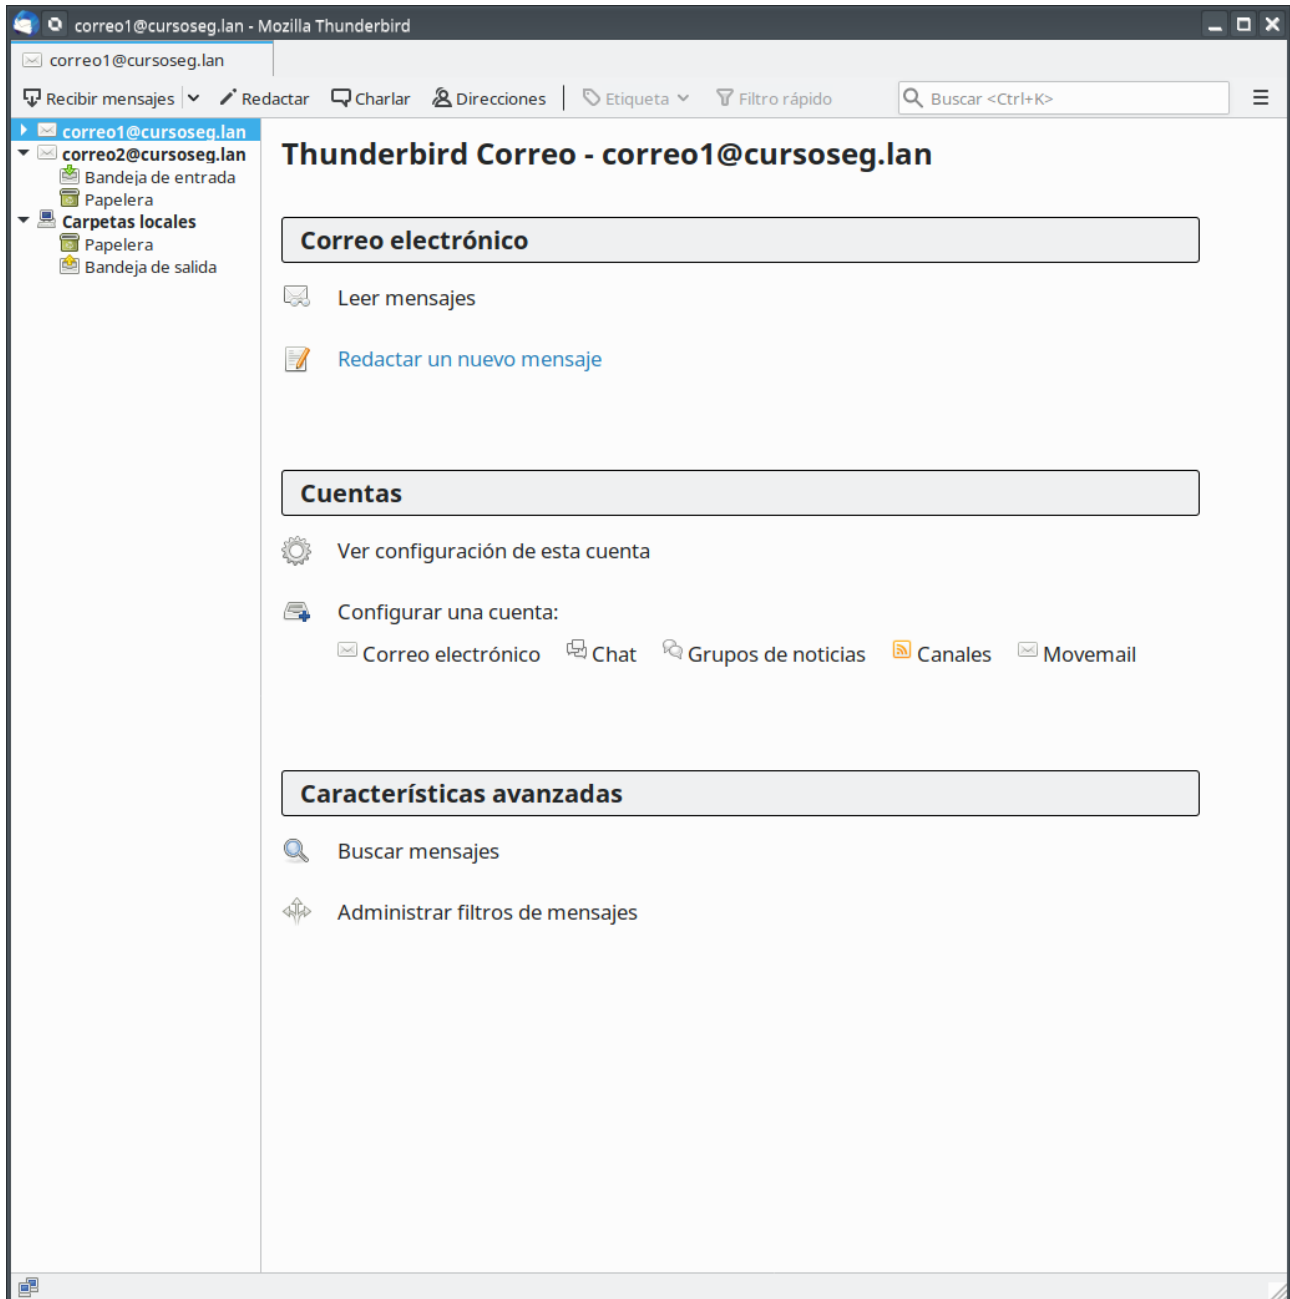 correo1@cursoseg.lan - Mozilla Thunderbird
correo1@cursoseg.lan
Recibir mensajes Redactar Charlar Direcciones Etiqueta Filtro rápido Buscar <Ctrl+K>
correo1@cursoseg.lan
correo2@cursoseg.lan
Bandeja de entrada
Papelera
Carpetas locales
Papelera
Bandeja de salida
Thunderbird Correo - correo1@cursoseg.lan
Correo electrónico
Leer mensajes
Redactar un nuevo mensaje
Cuentas
Ver configuración de esta cuenta
Configurar una cuenta:
Correo electrónico Chat Grupos de noticias Canales Movemail
Características avanzadas
Buscar mensajes
Administrar filtros de mensajes